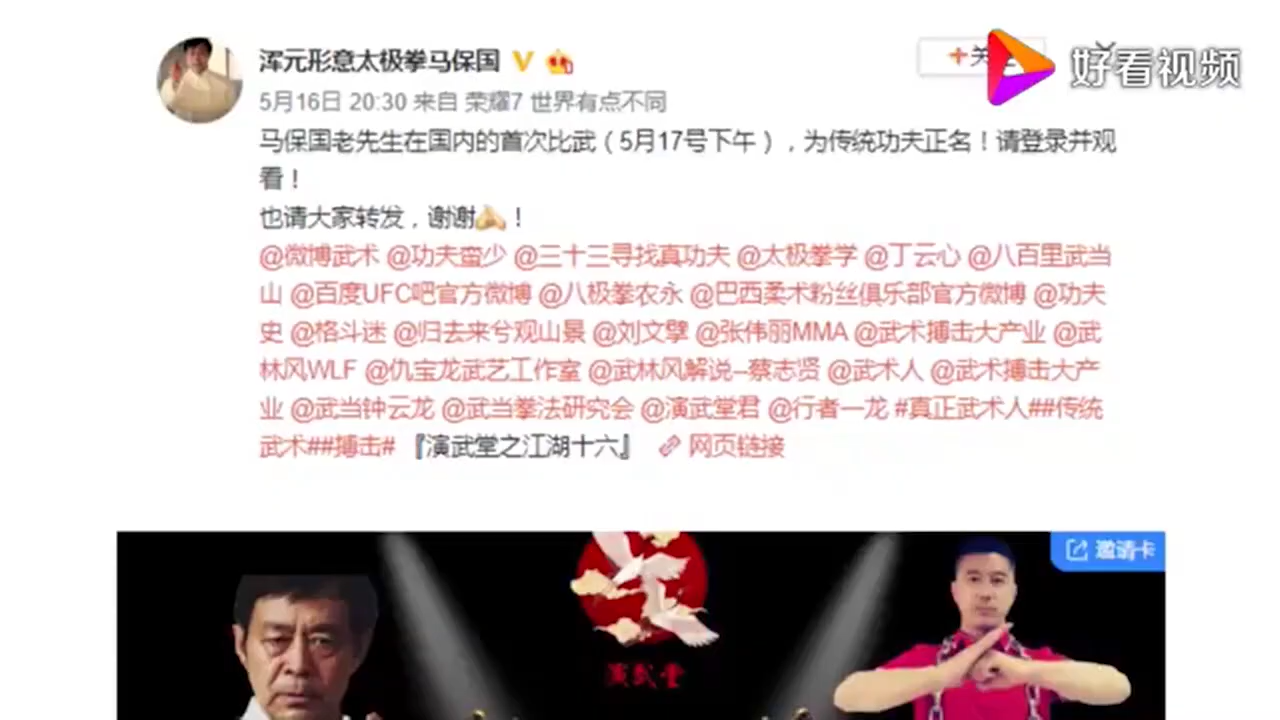 浑元形意太极拳马保国
好看视频
5月16日 20:30 来自 荣耀7 世界有点不同
马保国老先生在国内的首次比武（5月17号下午），为传统功夫正名！请登录并观
看！
也请大家转发，谢谢！
@微博武术 @功夫蛮少 @三十三寻找真功夫 @太极拳学 @丁云心 @八百里武当
山 @百度UFC吧官方微博 @八极拳农永 @巴西柔术粉丝俱乐部官方微博 @功夫
史 @格斗迷 @归去来兮观山景 @刘文擘 @张伟丽MMA @武术搏击大产业 @武
林风WLF @仇宝龙武艺工作室 @武林风解说--蔡志贤 @武术人 @武术搏击大产
业 @武当钟云龙 @武当拳法研究会 @演武堂君 @行者一龙 #真正武术人##传统
武术##搏击# 『演武堂之江湖十六』 网页链接
邀请卡
演武堂